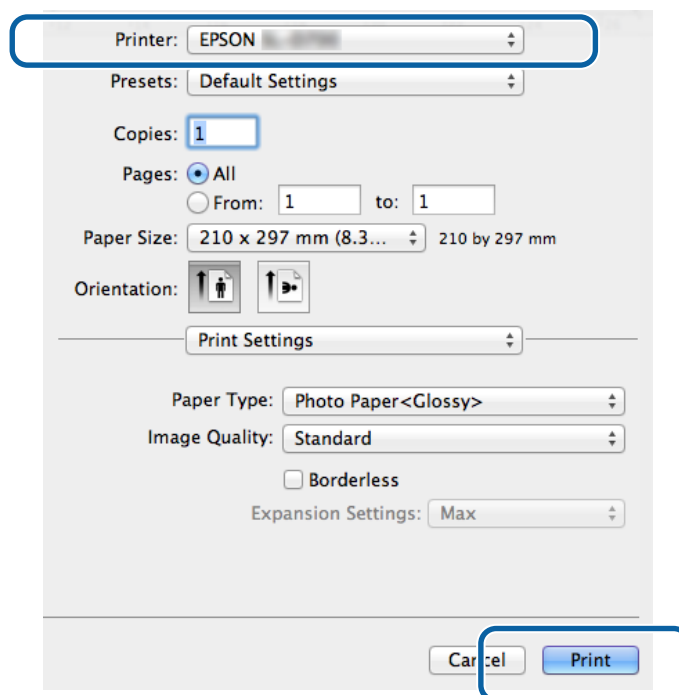 Printer: EPSON
Presets: Default Settings
Copies: 1
Pages: All
From: 1 to: 1
Paper Size: 210 x 297 mm (8.3... 210 by 297 mm
Orientation:
Print Settings
Paper Type: Photo Paper<Glossy>
Image Quality: Standard
Borderless
Expansion Settings: Max
Cancel Print